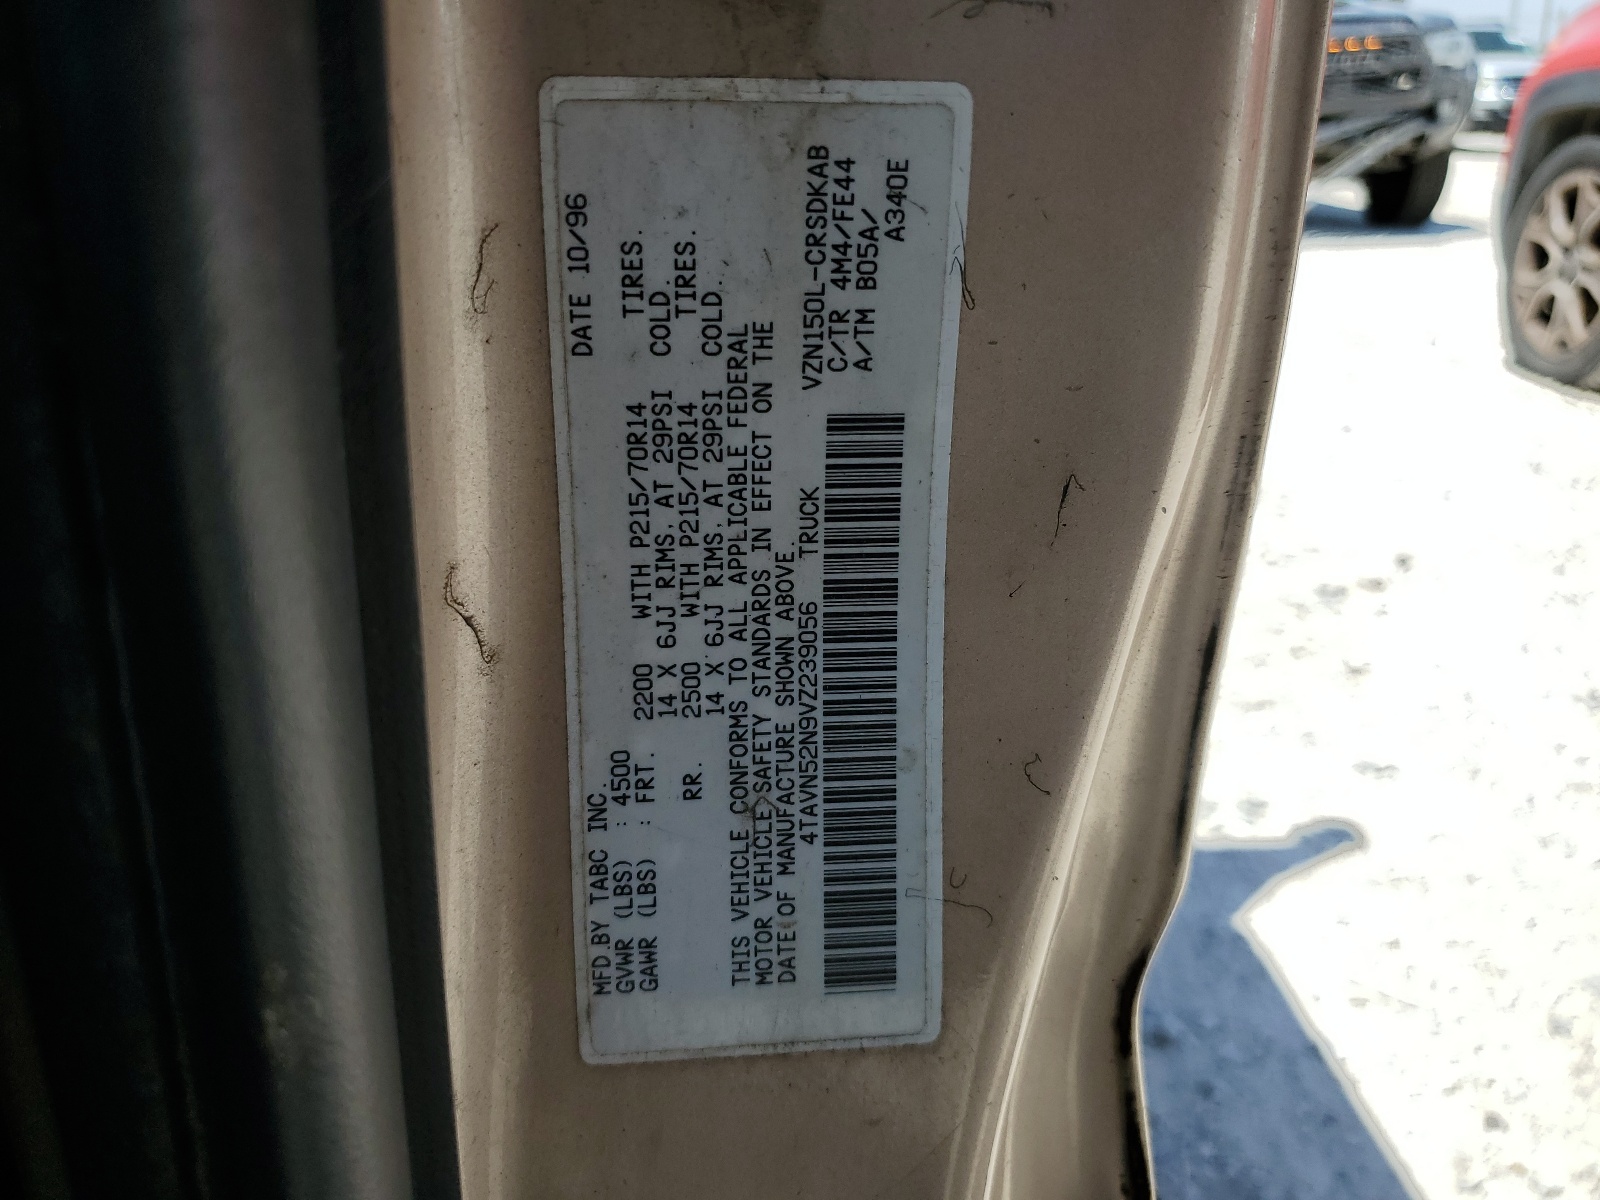 MFD.BY TABC INC. DATE 10/96
GVWR (LBS) : 4500
GAWR (LBS) : FRT. 2200 WITH P215/70R14 TIRES.
14 X 6JJ RIMS, AT 29PSI COLD.
RR. 2500 WITH P215/70R14 TIRES.
14 X 6JJ RIMS, AT 29PSI COLD.
THIS VEHICLE CONFORMS TO ALL APPLICABLE FEDERAL
MOTOR VEHICLE SAFETY STANDARDS IN EFFECT ON THE
DATE OF MANUFACTURE SHOWN ABOVE.
4TAVN52N9VZ239056 TRUCK VZN150L-CRSDKAB
C/TR 4M4/FE44
A/TM B05A/
A340E